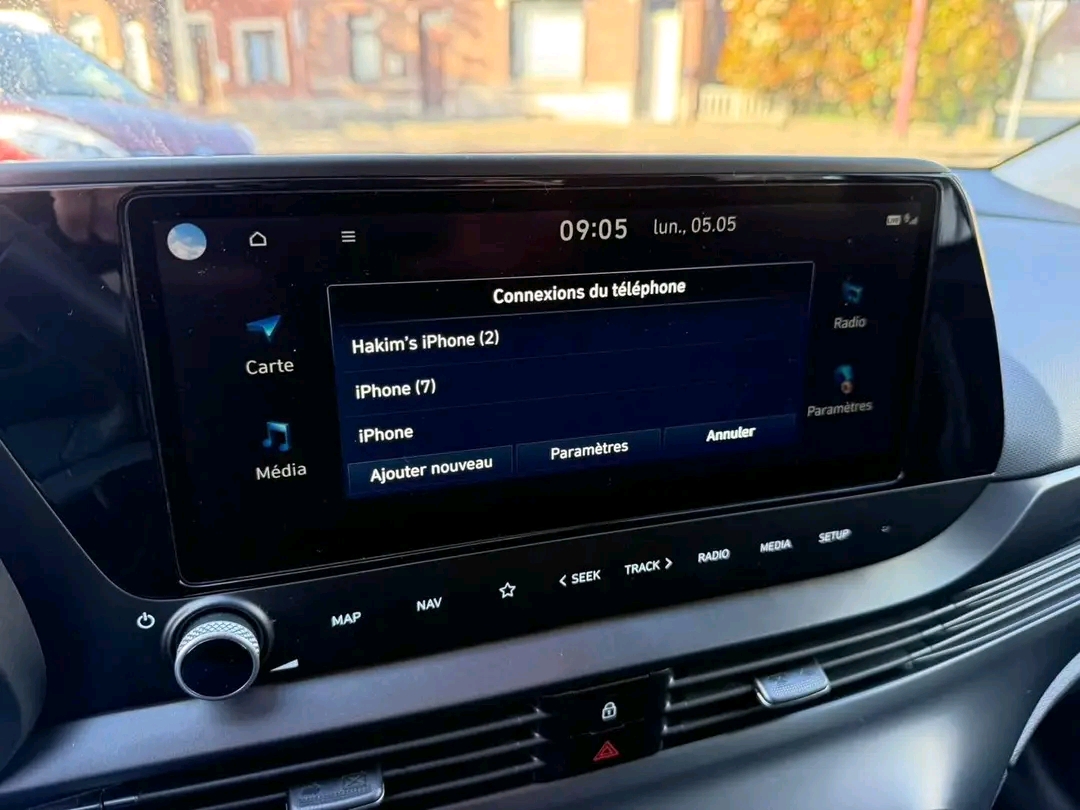 09:05 lun., 05.05
Connexions du téléphone
Hakim's iPhone (2)
iPhone (7)
iPhone
Ajouter nouveau Paramètres Annuler
Carte
Média
Radio
Paramètres
MAP NAV SEEK TRACK RADIO MEDIA SETUP